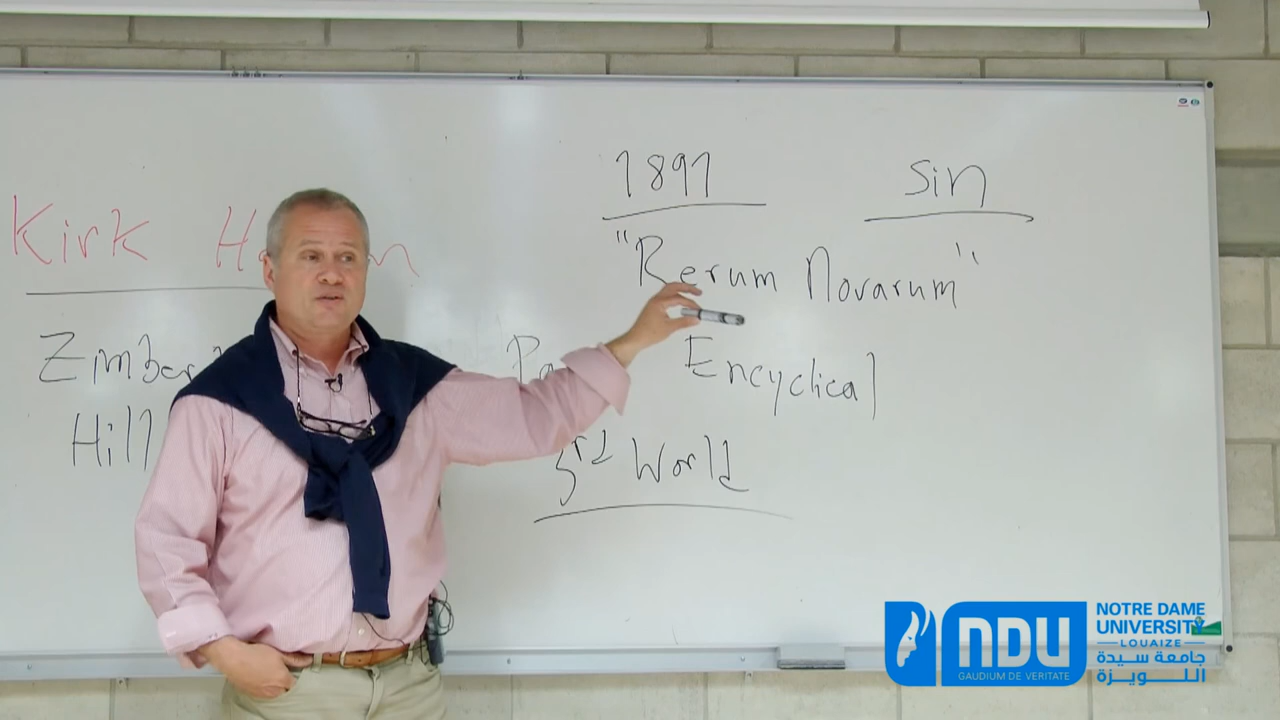 Kirk
Hill
1891
"Rerum Novarum"
Encyclical
3rd World
Sin
NDU
GAUDIUM DE VERITATE
NOTRE DAME
UNIVERSITY
LOUAIZE
جامعة سيدة
اللويزة